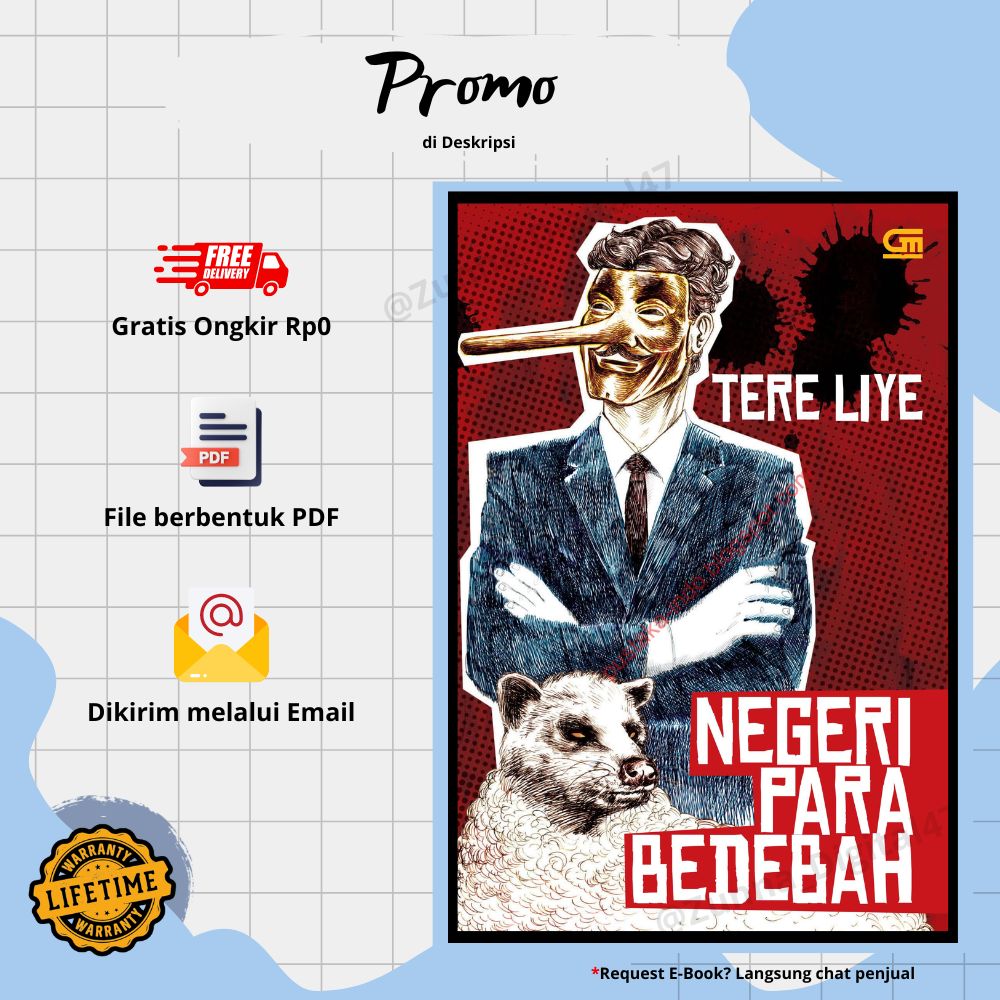 Promo
di Deskripsi
FREE
DELIVERY
Gratis Ongkir Rp0
PDF
File berbentuk PDF
@
Dikirim melalui Email
WARRANTY
LIFETIME
WARRANTY
GM
TERE LIYE
NEGERI
PARA
BEDEBAH
*Request E-Book? Langsung chat penjual